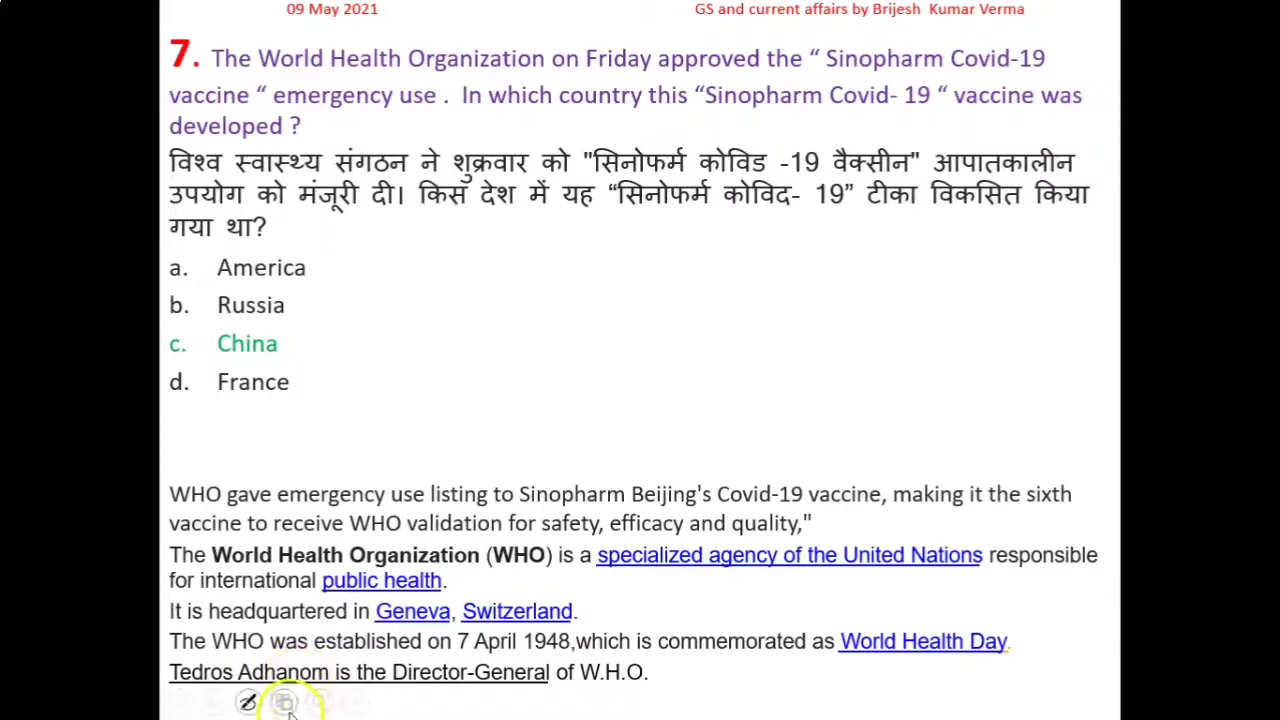 09 May 2021 GS and current affairs by Brijesh Kumar Verma
7. The World Health Organization on Friday approved the “ Sinopharm Covid-19
vaccine “ emergency use . In which country this “Sinopharm Covid- 19 “ vaccine was
developed ?
विश्व स्वास्थ्य संगठन ने शुक्रवार को "सिनोफर्म कोविड -19 वैक्सीन" आपातकालीन
उपयोग को मंजूरी दी। किस देश में यह “सिनोफर्म कोविद- 19” टीका विकसित किया
गया था?
a. America
b. Russia
c. China
d. France
WHO gave emergency use listing to Sinopharm Beijing's Covid-19 vaccine, making it the sixth
vaccine to receive WHO validation for safety, efficacy and quality,"
The World Health Organization (WHO) is a specialized agency of the United Nations responsible
for international public health.
It is headquartered in Geneva, Switzerland.
The WHO was established on 7 April 1948,which is commemorated as World Health Day.
Tedros Adhanom is the Director-General of W.H.O.